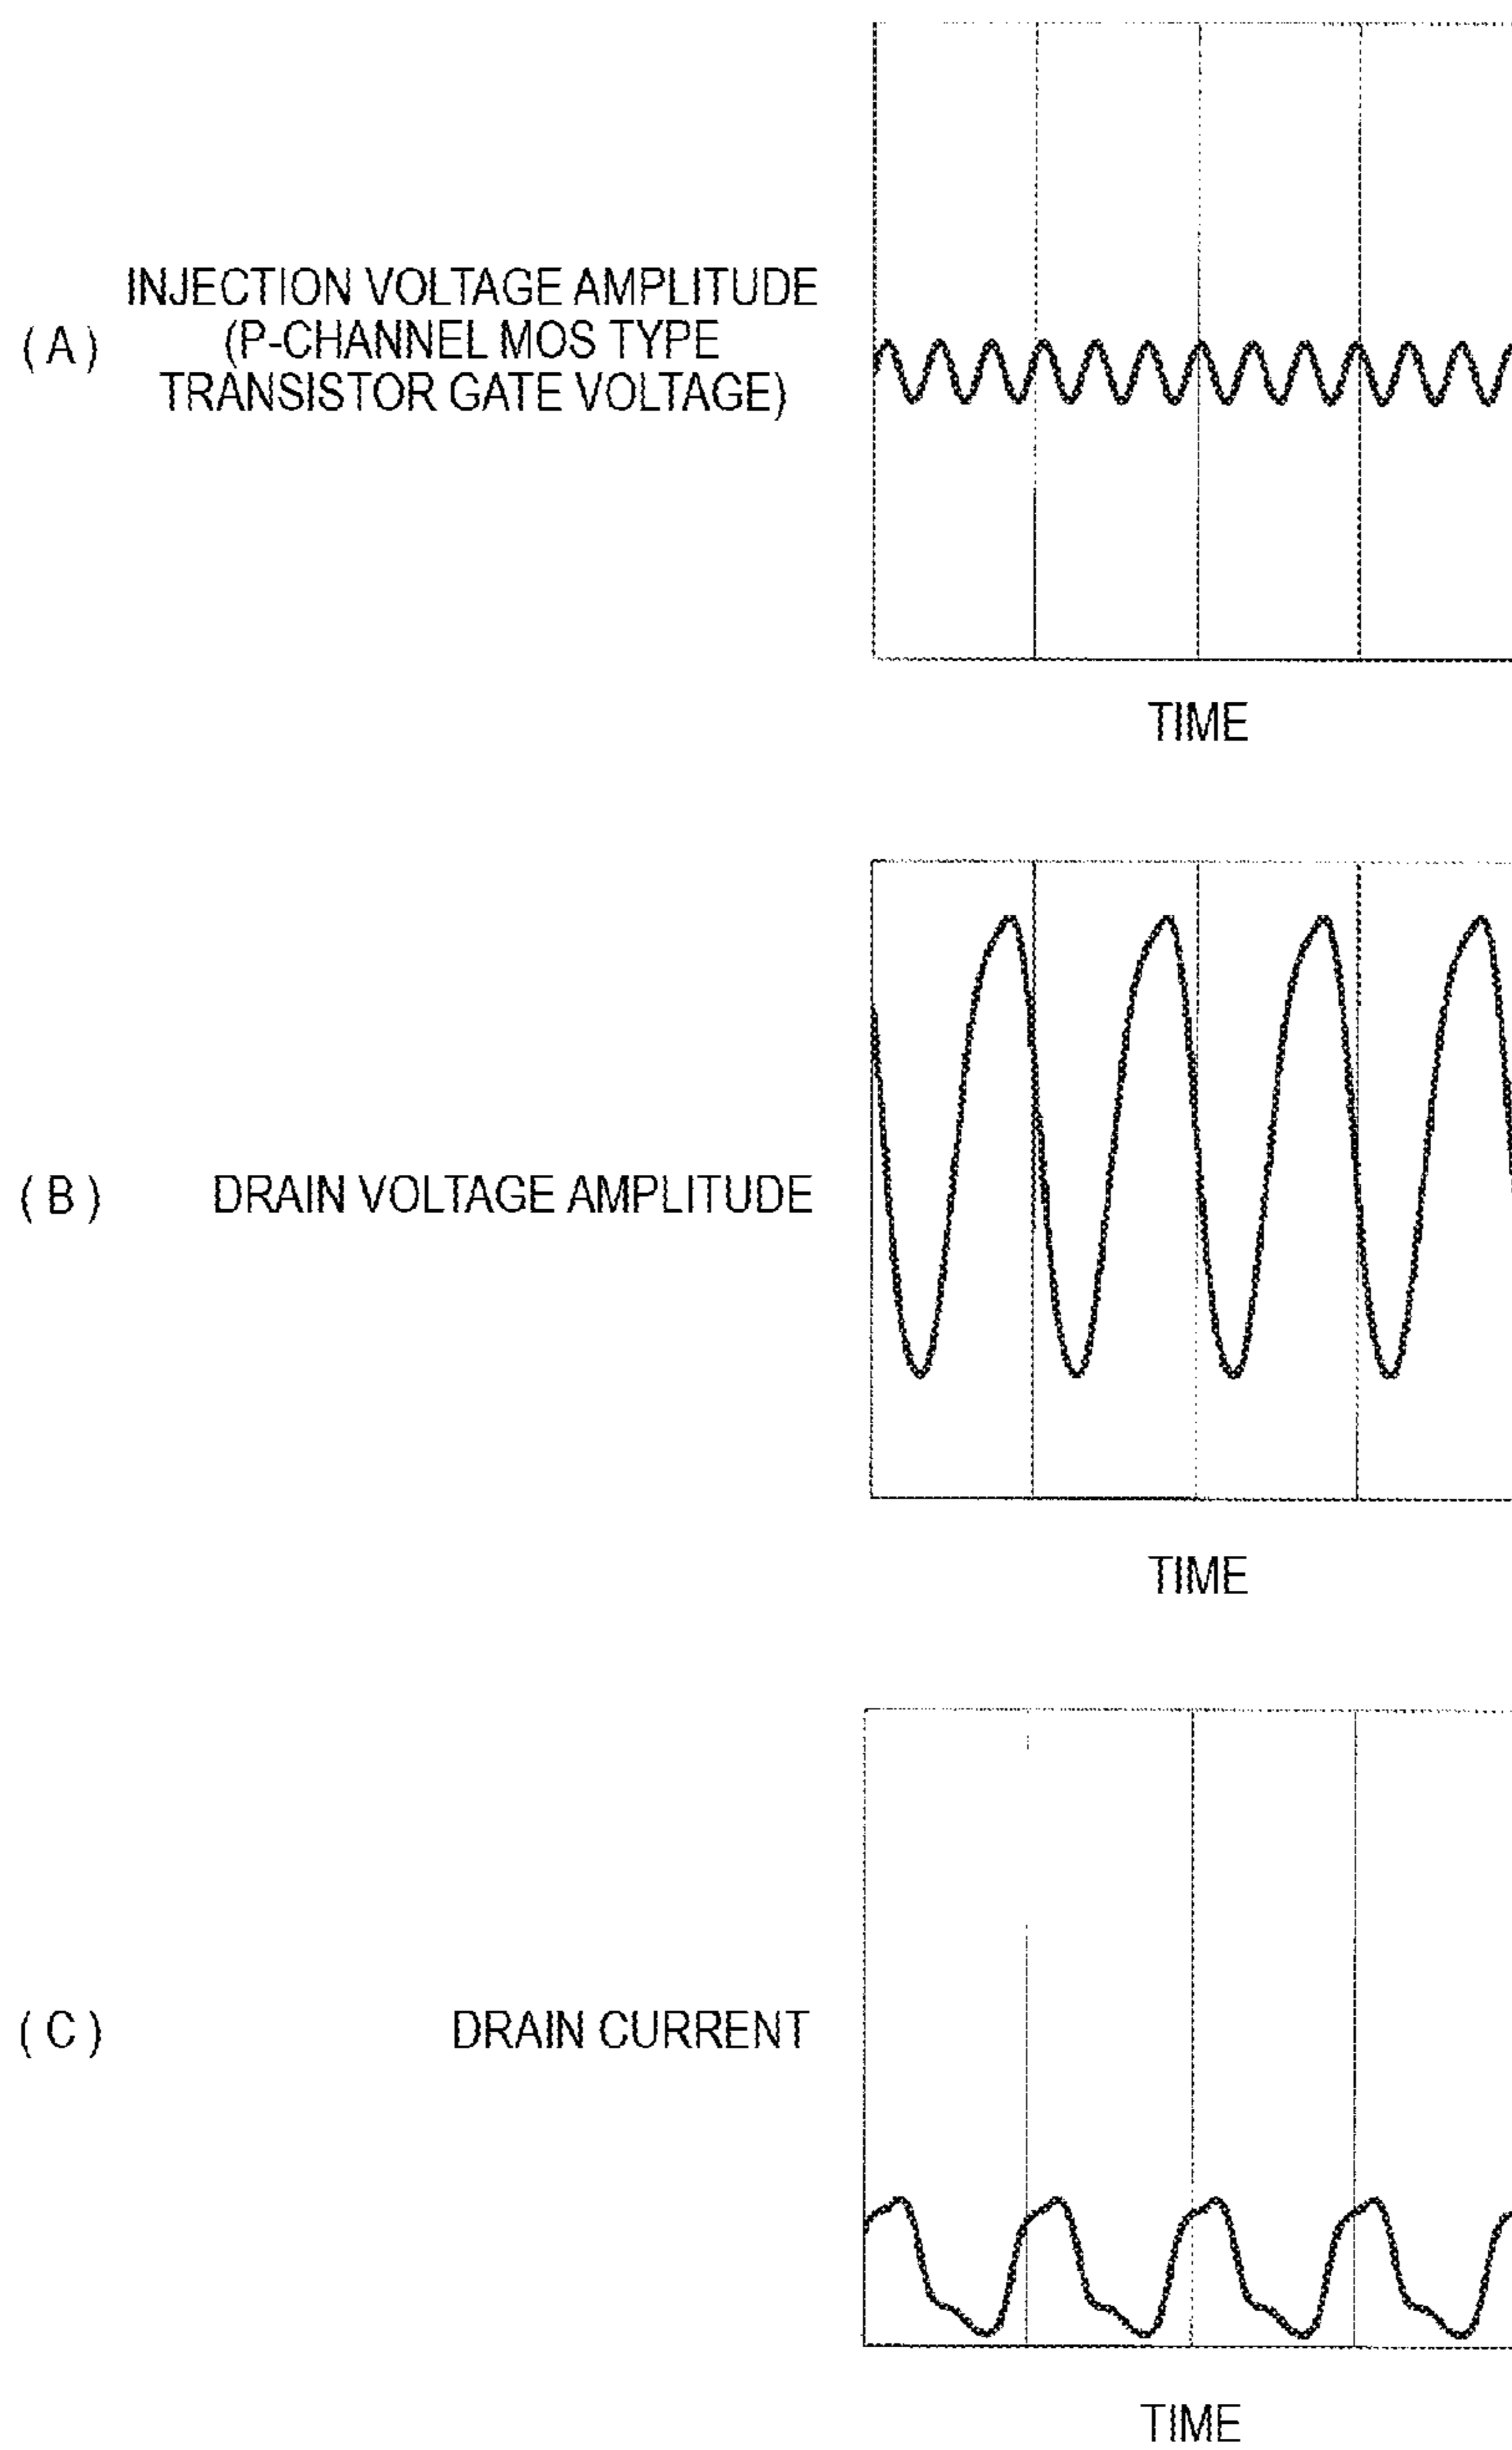 (A)
INJECTION VOLTAGE AMPLITUDE
(P-CHANNEL MOS TYPE
TRANSISTOR GATE VOLTAGE)
TIME
(B)
DRAIN VOLTAGE AMPLITUDE
TIME
(C)
DRAIN CURRENT
TIME